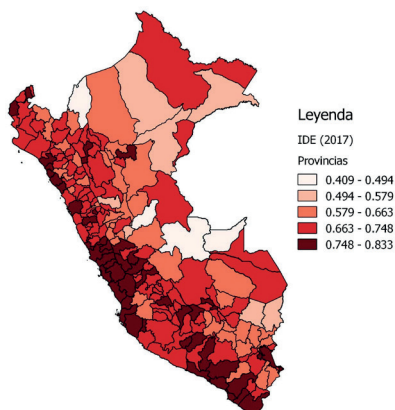 Leyenda
IDE (2017)
Provincias
0.409 - 0.494
0.494 - 0.579
0.579 - 0.663
0.663 - 0.748
0.748 - 0.833